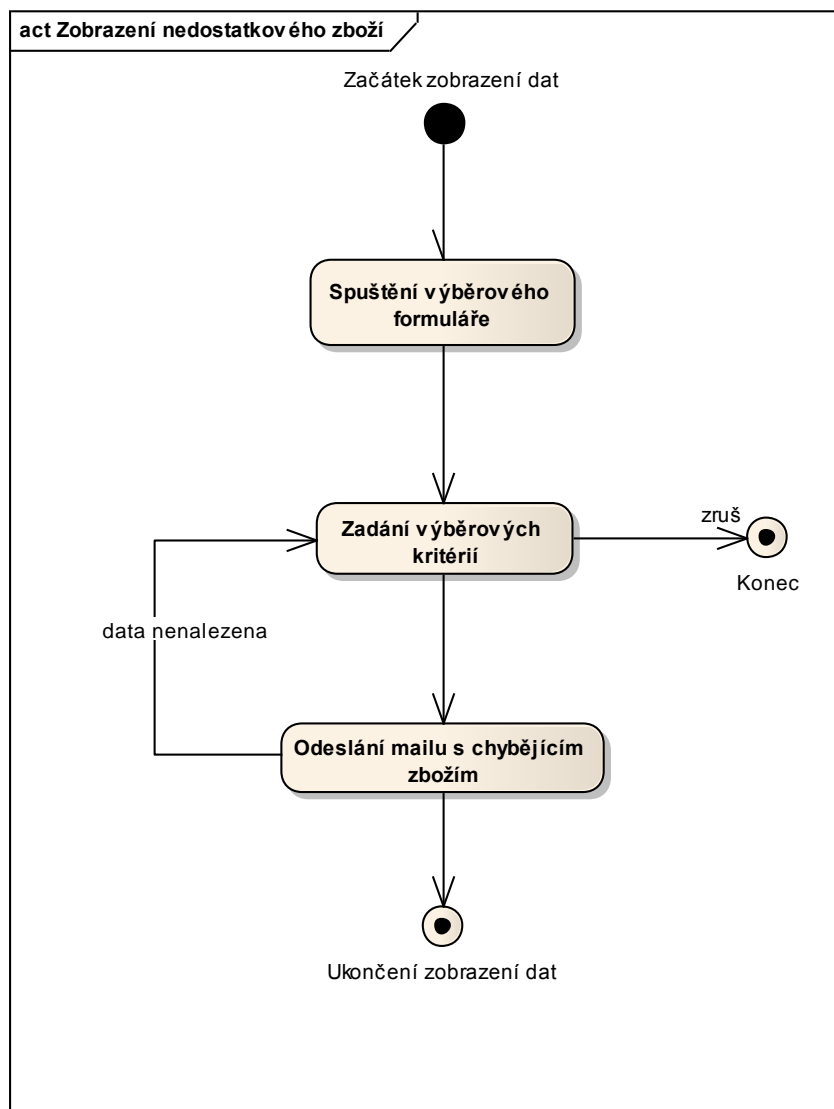 act Zobrazení nedostatkového zboží
Začátek zobrazení dat
Spuštění výběrového
formuláře
Zadání výběrových
kritérií
zruš
Konec
data nenalezena
Odeslání mailu s chybějícím
zbožím
Ukončení zobrazení dat